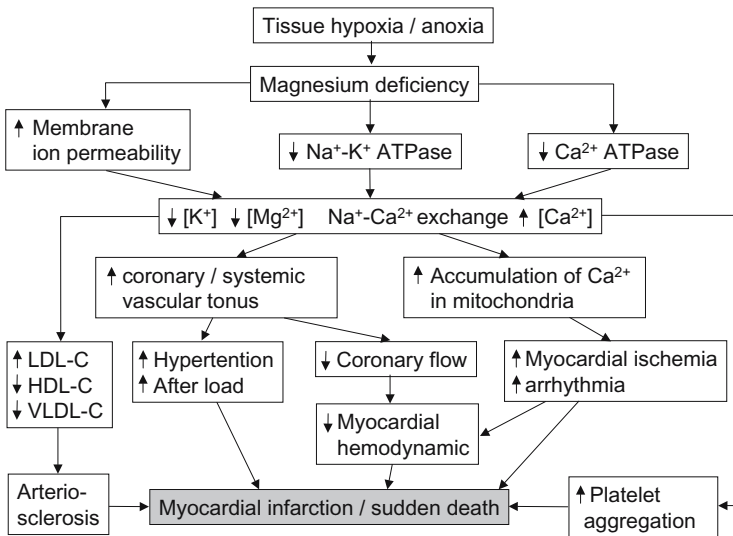 Tissue hypoxia / anoxia
Magnesium deficiency
↑ Membrane
ion permeability
↓ Na⁺-K⁺ ATPase
↓ Ca²⁺ ATPase
↓ [K⁺] ↓ [Mg²⁺] Na⁺-Ca²⁺ exchange ↑ [Ca²⁺]
↑ coronary / systemic
vascular tonus
↑ Accumulation of Ca²⁺
in mitochondria
↑ LDL-C
↓ HDL-C
↓ VLDL-C
↑ Hypertention
↑ After load
↓ Coronary flow
↑ Myocardial ischemia
↑ arrhythmia
↓ Myocardial
hemodynamic
Arterio-
sclerosis
Myocardial infarction / sudden death
↑ Platelet
aggregation